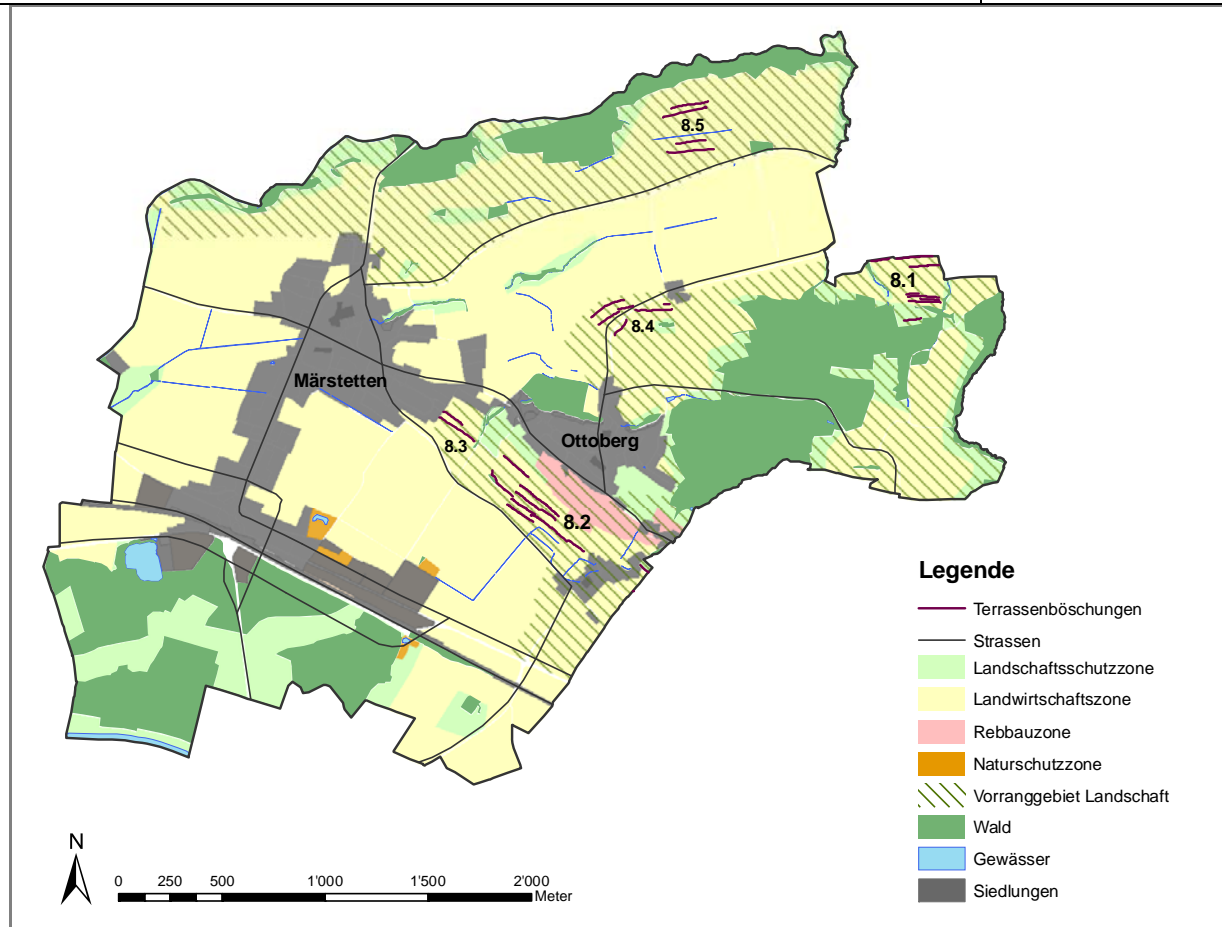 8.5
8.1
8.4
Märstetten
Ottoberg
8.3
8.2
Legende
Terrassenböschungen
Strassen
Landschaftsschutzzone
Landwirtschaftszone
Rebbauzone
Naturschutzzone
Vorranggebiet Landschaft
Wald
Gewässer
Siedlungen
N
0 250 500 1'000 1'500 2'000
Meter